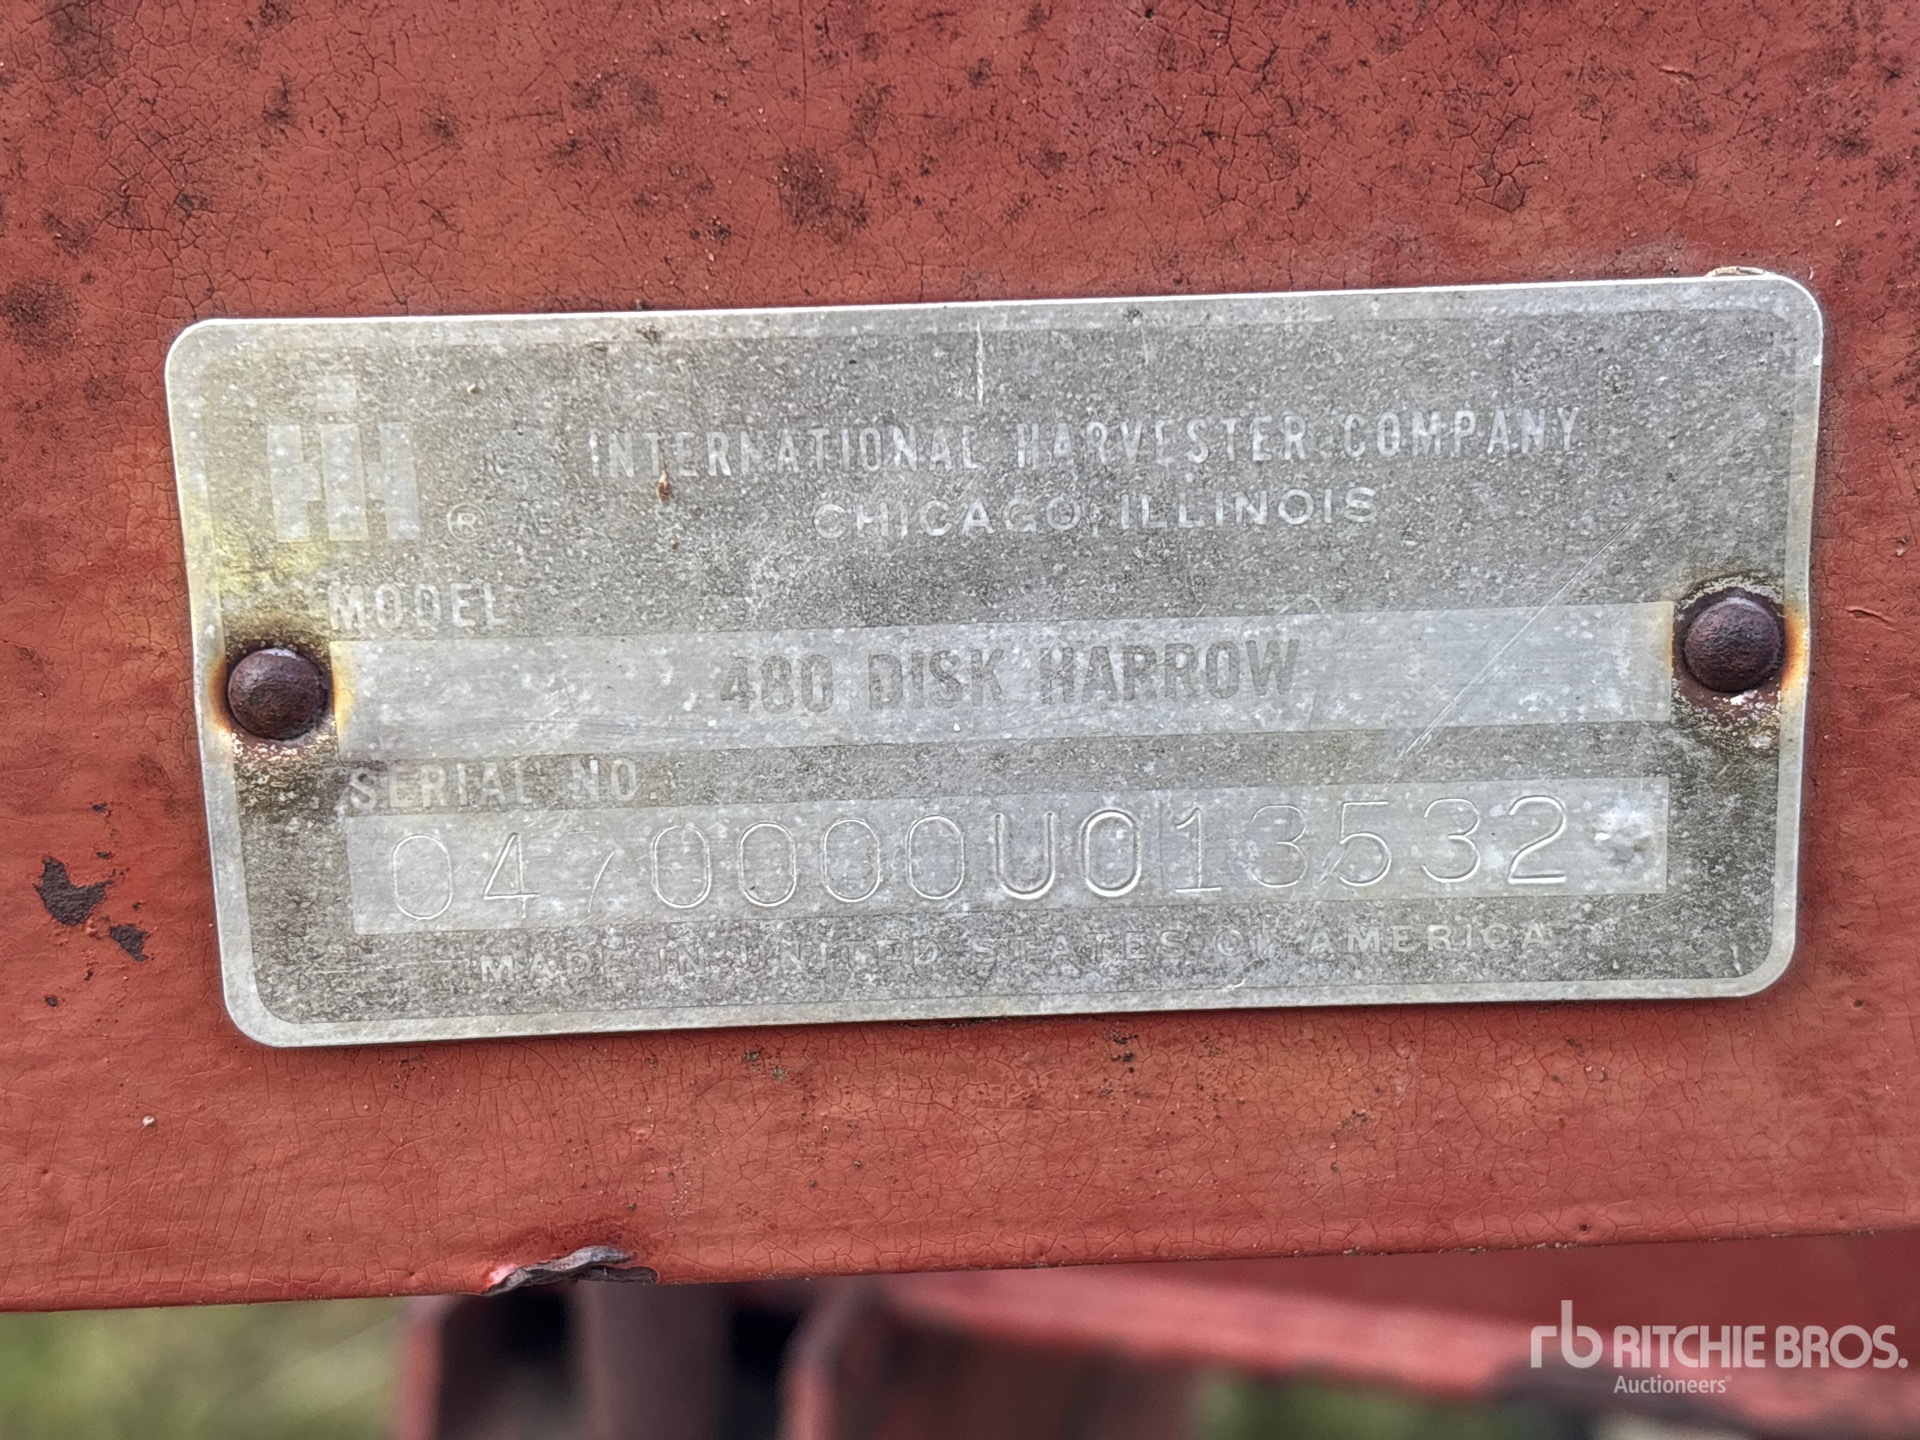 IH ®
INTERNATIONAL HARVESTER COMPANY
CHICAGO, ILLINOIS
MODEL
480 DISK HARROW
SERIAL NO.
0470000U013532
MADE IN UNITED STATES OF AMERICA
rb RITCHIE BROS.
Auctioneers®